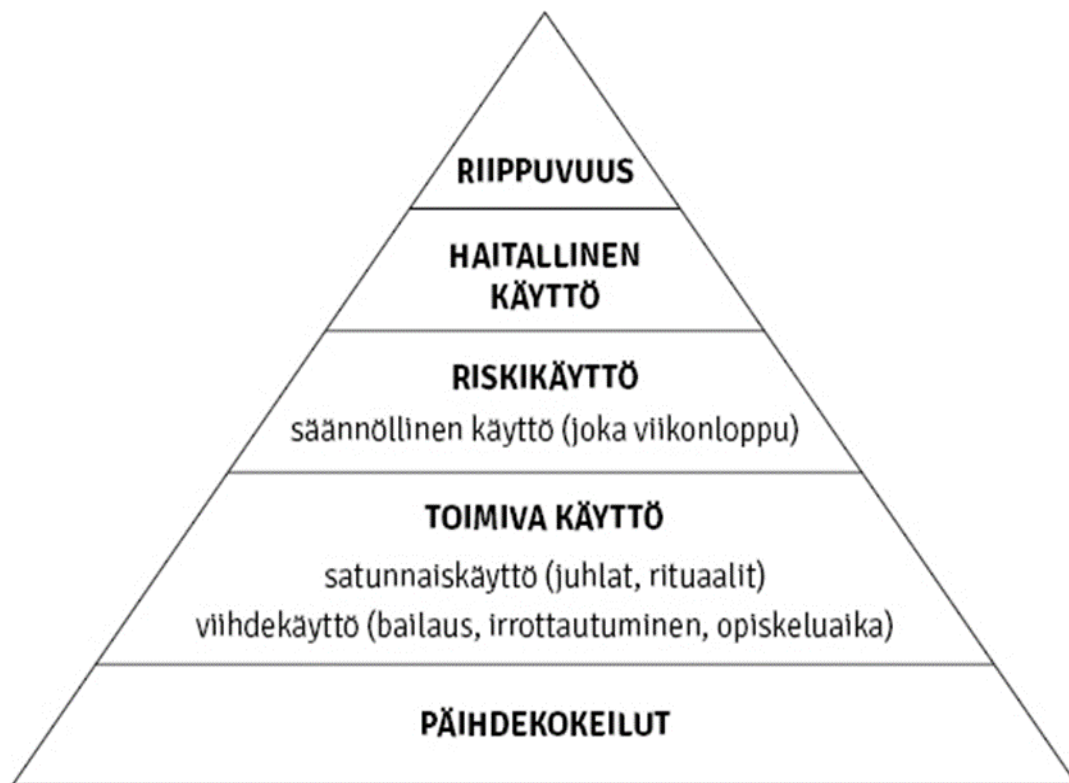 RIIPPUVUUS
HAITALLINEN
KÄYTTÖ
RISKIKÄYTTÖ
säännöllinen käyttö (joka viikonloppu)
TOIMIVA KÄYTTÖ
satunnaiskäyttö (juhlat, rituaalit)
viihdekäyttö (bailaus, irrottautuminen, opiskeluaika)
PÄIHDEKOKEILUT